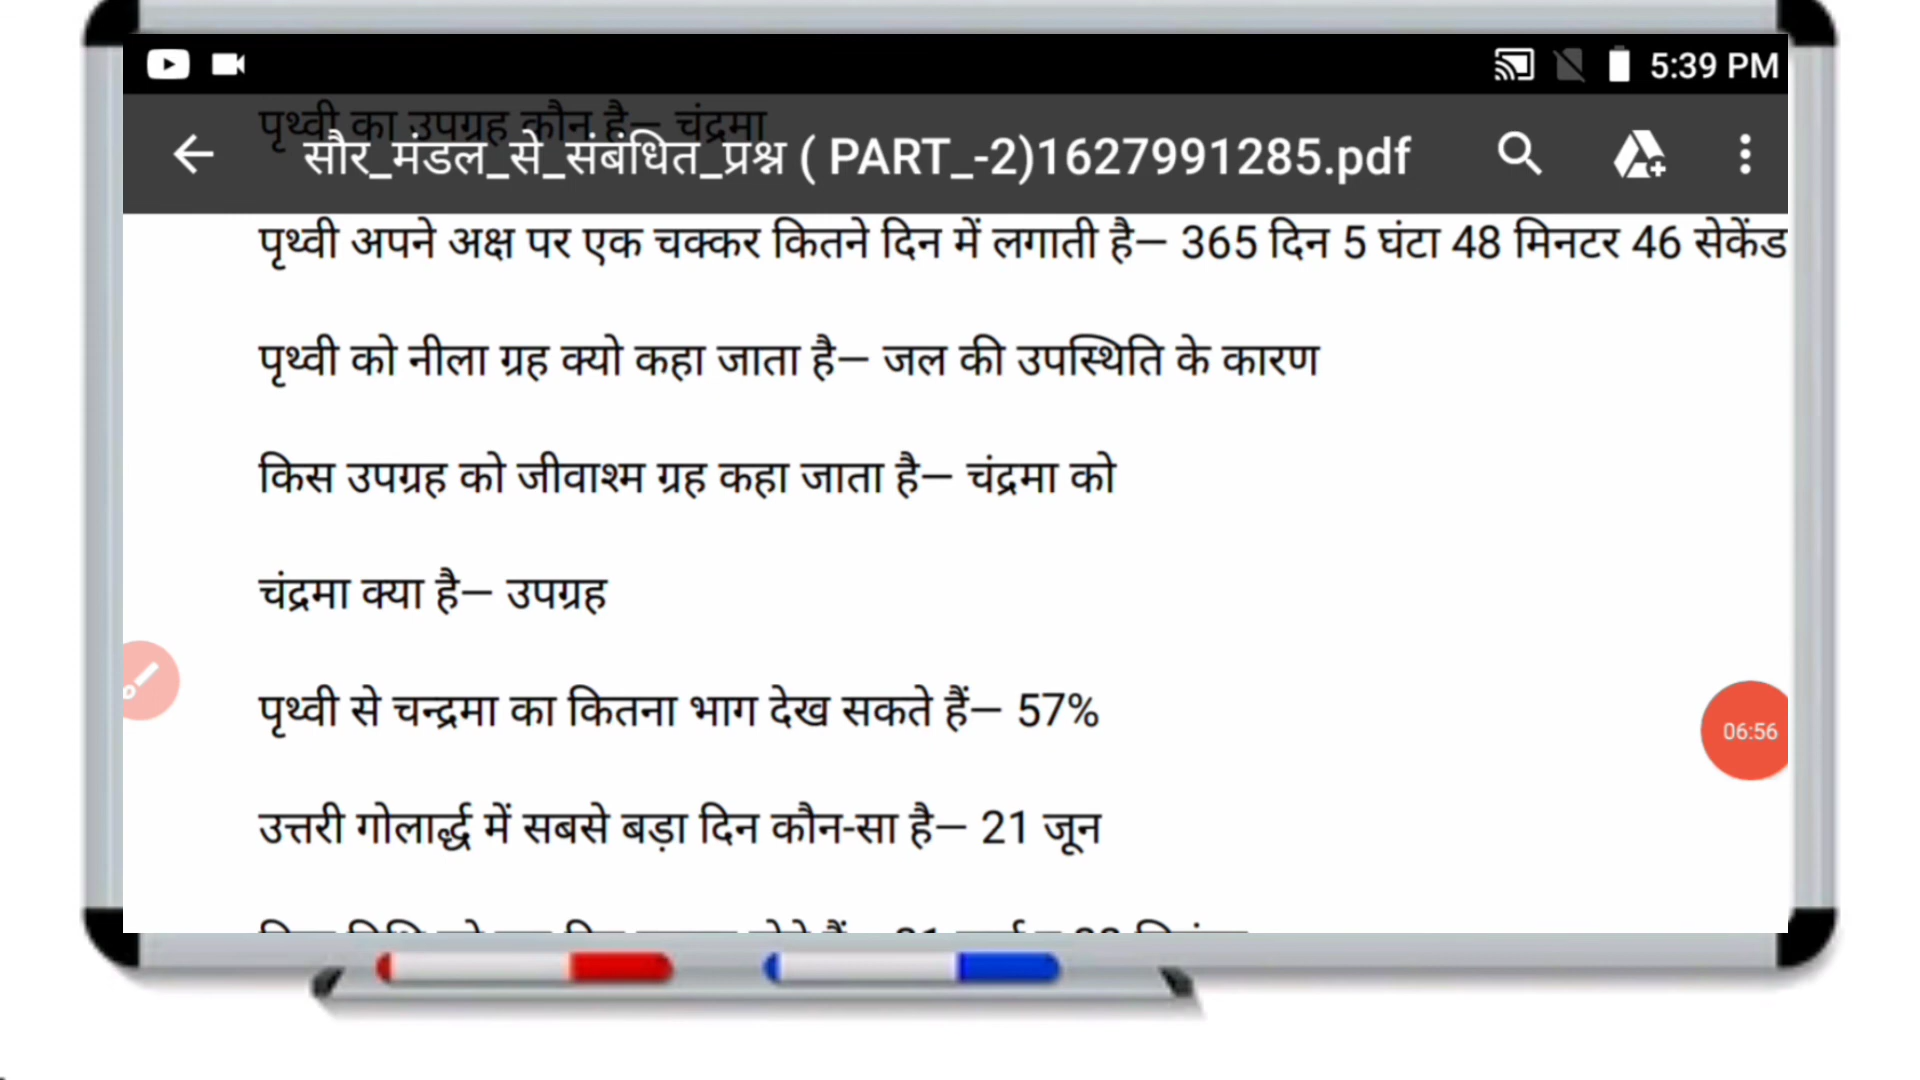 5:39 PM
पृथ्वी का उपग्रह कौन है— चंद्रमा
सौर_मंडल_से_संबंधित_प्रश्न ( PART_-2)1627991285.pdf
पृथ्वी अपने अक्ष पर एक चक्कर कितने दिन में लगाती है— 365 दिन 5 घंटा 48 मिनटर 46 सेकेंड
पृथ्वी को नीला ग्रह क्यो कहा जाता है— जल की उपस्थिति के कारण
किस उपग्रह को जीवाश्म ग्रह कहा जाता है— चंद्रमा को
चंद्रमा क्या है— उपग्रह
पृथ्वी से चन्द्रमा का कितना भाग देख सकते हैं— 57%
06:56
उत्तरी गोलार्द्ध में सबसे बड़ा दिन कौन-सा है— 21 जून